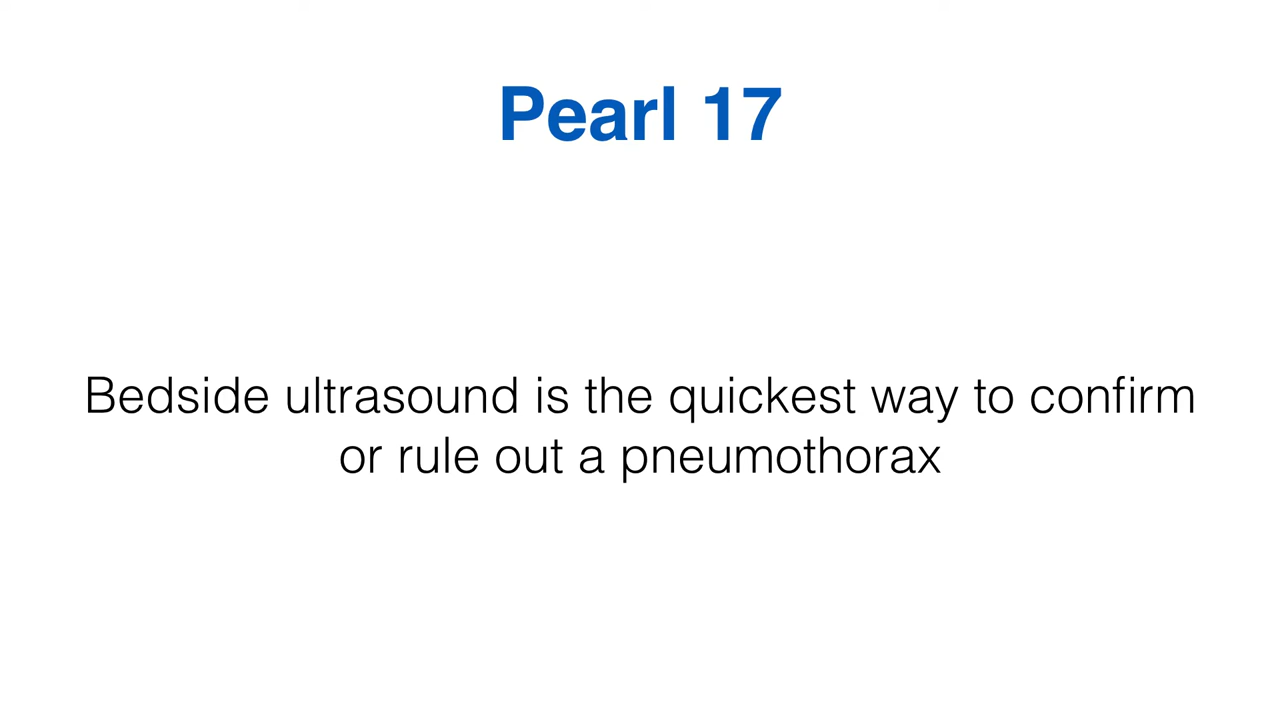 Pearl 17
Bedside ultrasound is the quickest way to confirm
or rule out a pneumothorax